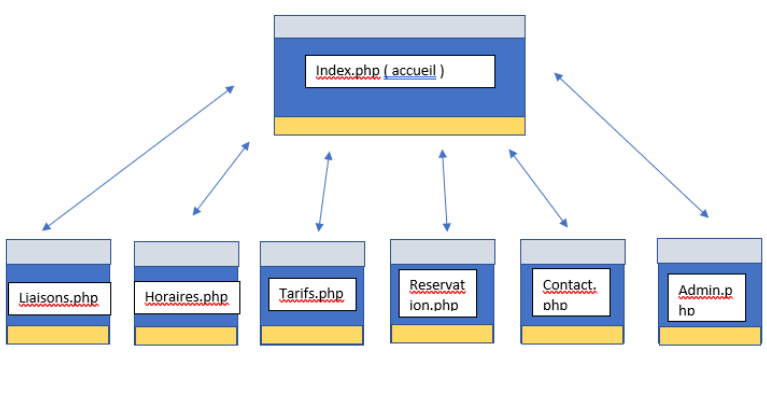 Index.php ( accueil )
Liaisons.php
Horaires.php
Tarifs.php
Reservat
ion.php
Contact.
php
Admin.p
hp